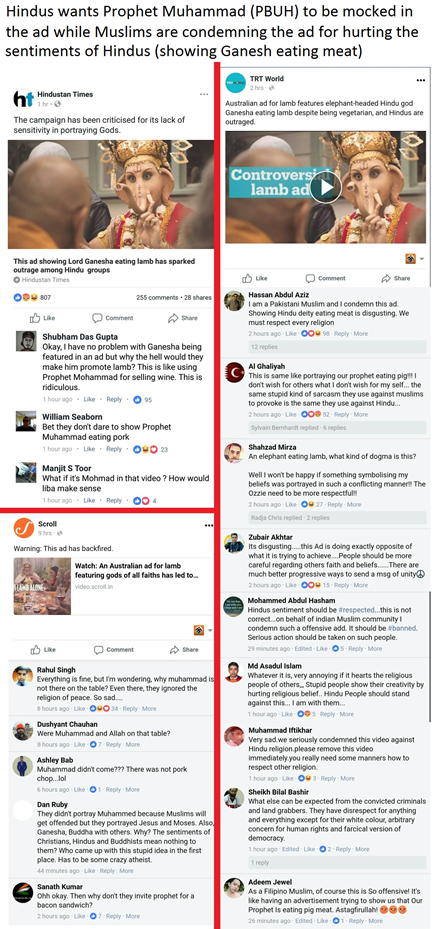 Hindus wants Prophet Muhammad (PBUH) to be mocked in
the ad while Muslims are condemning the ad for hurting the
sentiments of Hindus (showing Ganesh eating meat)
ht
Hindustan Times
1 hr
The campaign has been criticised for its lack of
sensitivity in portraying Gods.
This ad showing Lord Ganesha eating lamb has sparked
outrage among Hindu groups
Hindustan Times
807
255 comments • 28 shares
Like Comment Share
Shubham Das Gupta
Okay, I have no problem with Ganesha being
featured in an ad but why the hell would they
make him promote lamb? This is like using
Prophet Mohammad for selling wine. This is
ridiculous.
1 hour ago · Like · Reply · 95
William Seaborn
Bet they don't dare to show Prophet
Muhammad eating pork
1 hour ago · Like · Reply · 23
Manjit S Toor
What if it's Mohmad in that video ? How would
liba make sense
1 hour ago · Like · Reply · 4
Scroll
9 hrs
Warning: This ad has backfired.
Watch: An Australian ad for lamb
featuring gods of all faiths has led to...
video.scroll.in
Like Comment Share
Rahul Singh
Everything is fine, but I'm wondering, why muhammad is
not there on the table? Even there, they ignored the
religion of peace. So sad....
8 hours ago · Like · 34 · Reply · More
Dushyant Chauhan
Were Muhammad and Allah on that table?
8 hours ago · Like · 7 · Reply · More
Ashley Bab
Muhammad didn't come??? There was not pork
chop...lol
6 hours ago · Like · 1 · Reply · More
Dan Ruby
They didn't portray Muhammed because Muslims will
get offended but they portrayed Jesus and Moses. Also,
Ganesha, Buddha with others. Why? The sentiments of
Christians, Hindus and Buddhists mean nothing to
them? Who came up with this stupid idea in the first
place. Has to be some crazy atheist.
44 minutes ago · Like · Reply · More
Sanath Kumar
Ohh okay. Then why don't they invite prophet for a
bacon sandwich?
2 hours ago · Like · 7 · Reply · More
TRT World
2 hrs
Australian ad for lamb features elephant-headed Hindu god
Ganesha eating lamb despite being vegetarian, and Hindus are
outraged.
Controversial
lamb ad
Like Comment Share
Hassan Abdul Aziz
I am a Pakistani Muslim and I condemn this ad.
Showing Hindu deity eating meat is disgusting. We
must respect every religion
2 hours ago · Like · 98 · Reply · More
12 replies
Al Ghaliyah
This is same like portraying our prophet eating pig!!! I
don't wish for others what I don't wish for my self... the
same stupid kind of sarcasm they use against muslims
to provoke is the same they use against Hindu...
2 hours ago · Like · 52 · Reply · More
Sylvain Bernhardt replied · 6 replies
Shahzad Mirza
An elephant eating lamb, what kind of dogma is this?
Well I won't be happy if something symbolising my
beliefs was portrayed in such a conflicting manner!! The
Ozzie need to be more respectful!!
2 hours ago · Like · 27 · Reply · More
Radja Chris replied · 2 replies
Zubair Akhtar
Its disgusting.....this Ad is doing exactly opposite of
what it is trying to achieve....People should be more
careful regarding others faith and beliefs.......There are
much better progressive ways to send a msg of unity
2 hours ago · Like · 15 · Reply · More
Mohammed Abdul Hasham
Hindus sentiment should be #respected...this is not
correct...on behalf of indian Muslim community I
condemn such offensive add. It should be #banned.
Serious action should be taken on such people.
29 minutes ago · Edited · Like · 5 · Reply · More
Md Asadul Islam
Whatever it is, very annoying if it hearts the religious
people of others,,, Stupid people show their creativity by
hurting religious belief.. Hindu People should stand
against this... I am with them...
1 hour ago · Like · 5 · Reply · More
Muhammad Iftikhar
Very sad.we seriously condemned this video against
Hindu religion.please remove this video
immediately.you really need some manners how to
respect other religion.
1 hour ago · Like · 3 · Reply · More
Sheikh Bilal Bashir
What else can be expected from the convicted criminals
and land grabbers. They have disrespect for anything
and everything except for their white colour, arbitrary
concern for human rights and farcical version of
democracy.
1 hour ago · Edited · Like · 2 · Reply · More
1 reply
Adeem Jewel
As a Filipino Muslim, of course this is So offensive! It's
like having an advertisement trying to show us that Our
Prophet Is eating pig meat. Astagfirullah!
26 minutes ago · Edited · Like · 1 · Reply · More